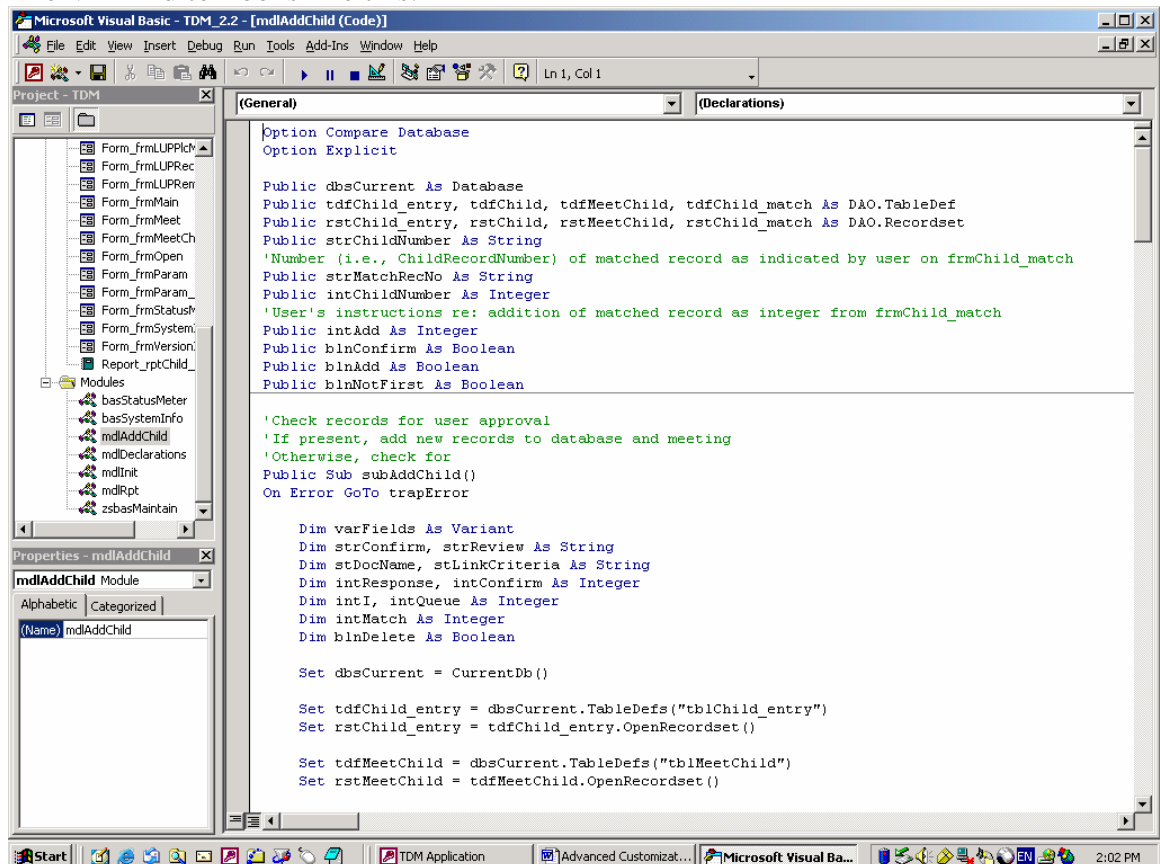 Microsoft Visual Basic - TDM_2.2 - [mdlAddChild (Code)]
File Edit View Insert Debug Run Tools Add-Ins Window Help
Ln 1, Col 1
Project - TDM
Form_frmLUPPlcM
Form_frmLUPRec
Form_frmLUPRem
Form_frmMain
Form_frmMeet
Form_frmMeetCh
Form_frmOpen
Form_frmParam
Form_frmParam_
Form_frmStatusM
Form_frmSystem
Form_frmVersion
Report_rptChild_
Modules
basStatusMeter
basSystemInfo
mdlAddChild
mdlDeclarations
mdlInit
mdlRpt
zsbasMaintain
Properties - mdlAddChild
mdlAddChild Module
Alphabetic Categorized
(Name) mdlAddChild
(General) (Declarations)
Option Compare Database
Option Explicit
Public dbsCurrent As Database
Public tdfChild_entry, tdfChild, tdfMeetChild, tdfChild_match As DAO.TableDef
Public rstChild_entry, rstChild, rstMeetChild, rstChild_match As DAO.Recordset
Public strChildNumber As String
'Number (i.e., ChildRecordNumber) of matched record as indicated by user on frmChild_match
Public strMatchRecNo As String
Public intChildNumber As Integer
'User's instructions re: addition of matched record as integer from frmChild_match
Public intAdd As Integer
Public blnConfirm As Boolean
Public blnAdd As Boolean
Public blnNotFirst As Boolean
'Check records for user approval
'If present, add new records to database and meeting
'Otherwise, check for
Public Sub subAddChild()
On Error GoTo trapError
Dim varFields As Variant
Dim strConfirm, strReview As String
Dim stDocName, stLinkCriteria As String
Dim intResponse, intConfirm As Integer
Dim intI, intQueue As Integer
Dim intMatch As Integer
Dim blnDelete As Boolean
Set dbsCurrent = CurrentDb()
Set tdfChild_entry = dbsCurrent.TableDefs("tblChild_entry")
Set rstChild_entry = tdfChild_entry.OpenRecordset()
Set tdfMeetChild = dbsCurrent.TableDefs("tblMeetChild")
Set rstMeetChild = tdfMeetChild.OpenRecordset()
Start TDM Application Advanced Customizat... Microsoft Visual Ba... EN 2:02 PM